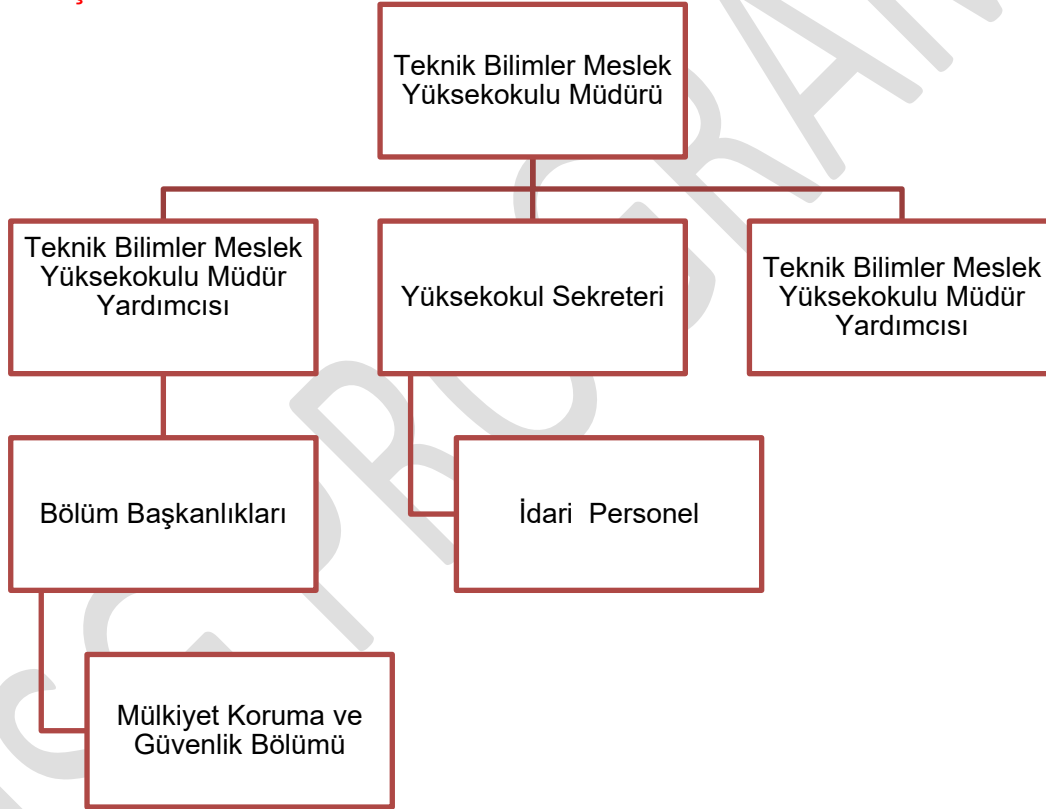 Teknik Bilimler Meslek
Yüksekokulu Müdürü
Teknik Bilimler Meslek
Yüksekokulu Müdür
Yardımcısı
Yüksekokul Sekreteri
Teknik Bilimler Meslek
Yüksekokulu Müdür
Yardımcısı
Bölüm Başkanlıkları
İdari Personel
Mülkiyet Koruma ve
Güvenlik Bölümü